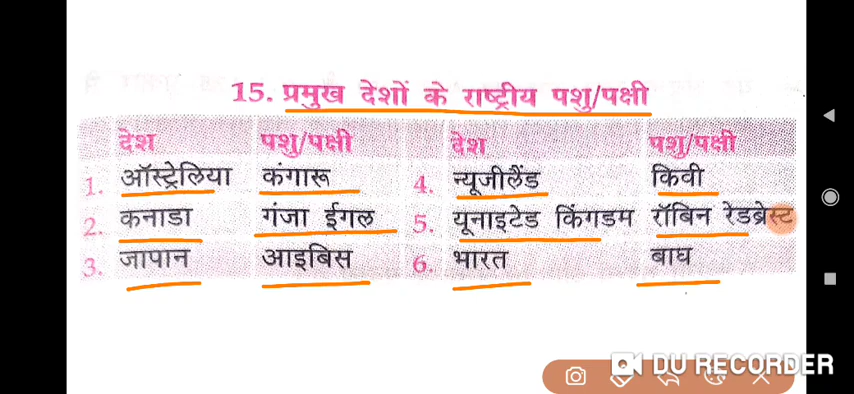 15. प्रमुख देशों के राष्ट्रीय पशु/पक्षी
देश पशु/पक्षी देश पशु/पक्षी
1. ऑस्ट्रेलिया कंगारू 4. न्यूजीलैंड किवी
2. कनाडा गंजा ईगल 5. यूनाइटेड किंगडम रॉबिन रेडब्रेस्ट
3. जापान आइबिस 6. भारत बाघ
DU RECORDER